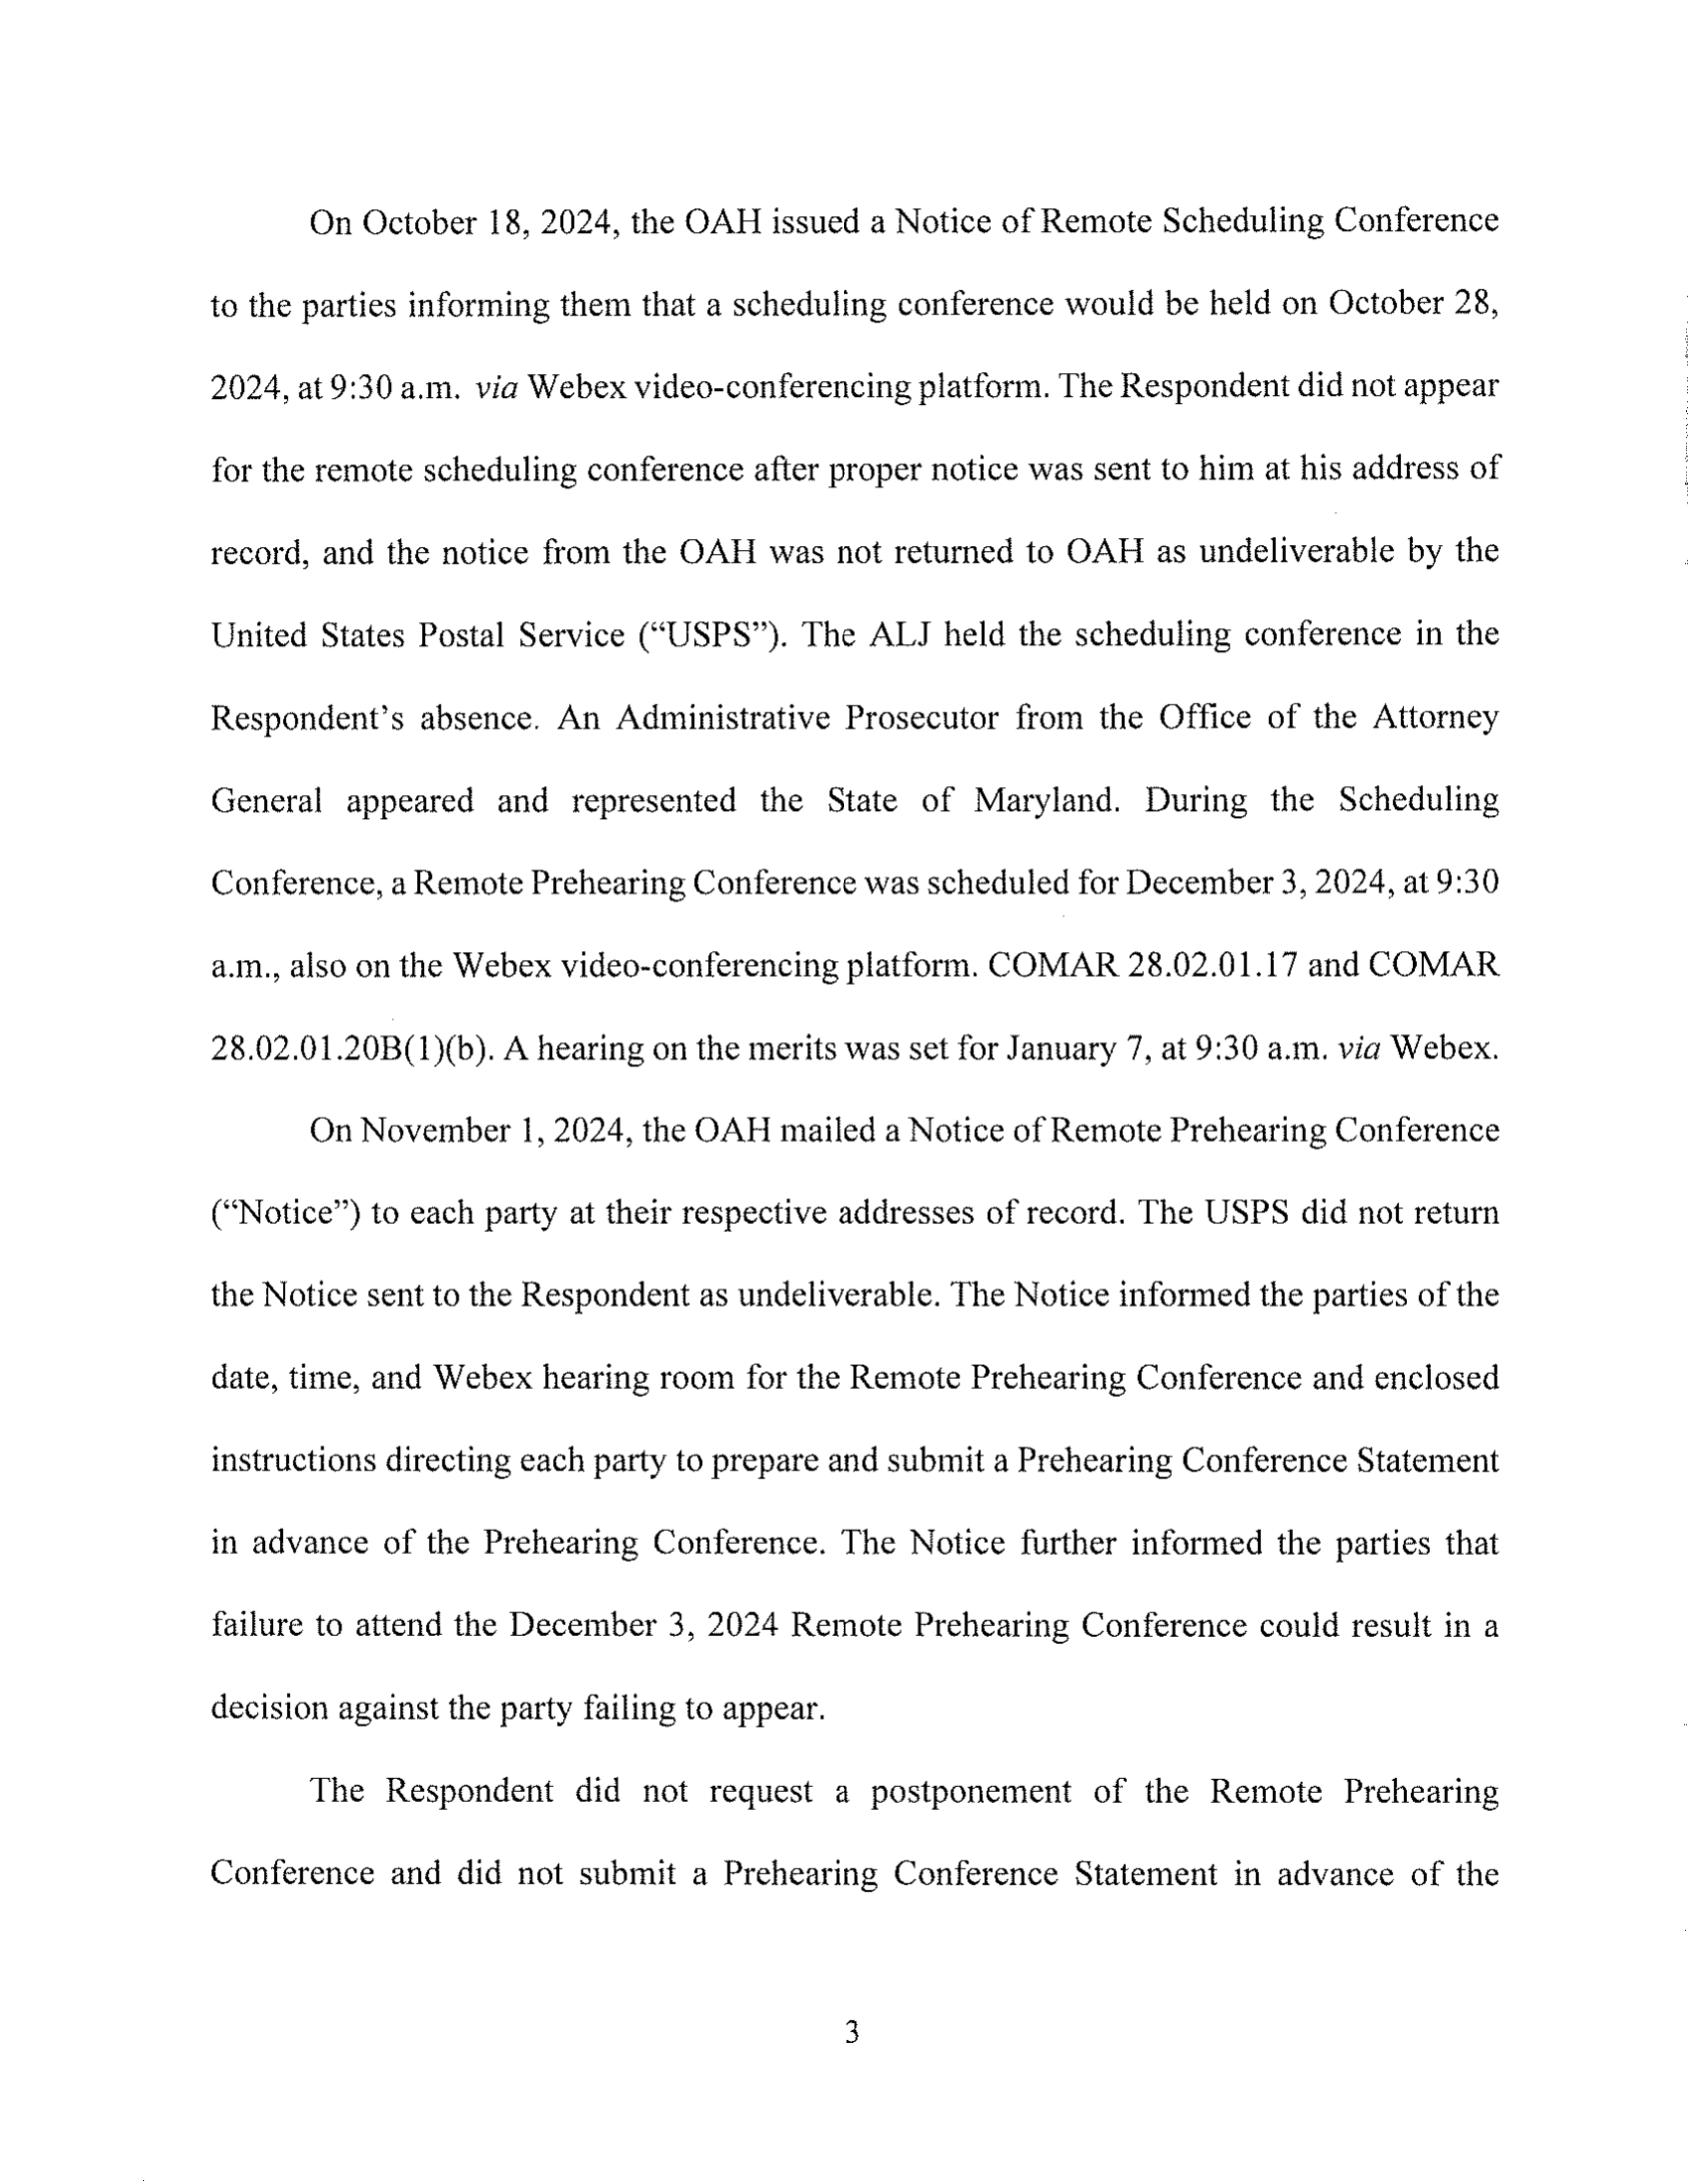 On October 18, 2024, the OAH issued a Notice of Remote Scheduling Conference
to the parties informing them that a scheduling conference would be held on October 28,
2024, at 9:30 a.m. via Webex video-conferencing platform. The Respondent did not appear
for the remote scheduling conference after proper notice was sent to him at his address of
record, and the notice from the OAH was not returned to OAH as undeliverable by the
United States Postal Service (“USPS”). The ALJ held the scheduling conference in the
Respondent’s absence. An Administrative Prosecutor from the Office of the Attorney
General appeared and represented the State of Maryland. During the Scheduling
Conference, a Remote Prehearing Conference was scheduled for December 3, 2024, at 9:30
a.m., also on the Webex video-conferencing platform. COMAR 28.02.01.17 and COMAR
28.02.01.20B(1)(b). A hearing on the merits was set for January 7, at 9:30 a.m. via Webex.
On November 1, 2024, the OAH mailed a Notice of Remote Prehearing Conference
(“Notice”) to each party at their respective addresses of record. The USPS did not return
the Notice sent to the Respondent as undeliverable. The Notice informed the parties of the
date, time, and Webex hearing room for the Remote Prehearing Conference and enclosed
instructions directing each party to prepare and submit a Prehearing Conference Statement
in advance of the Prehearing Conference. The Notice further informed the parties that
failure to attend the December 3, 2024 Remote Prehearing Conference could result in a
decision against the party failing to appear.
The Respondent did not request a postponement of the Remote Prehearing
Conference and did not submit a Prehearing Conference Statement in advance of the
3